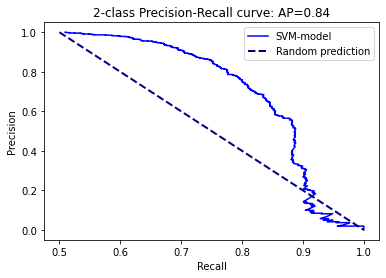 2-class Precision-Recall curve: AP=0.84
SVM-model
Random prediction
Precision
1.0
0.8
0.6
0.4
0.2
0.0
0.5
0.6
0.7
0.8
0.9
1.0
Recall